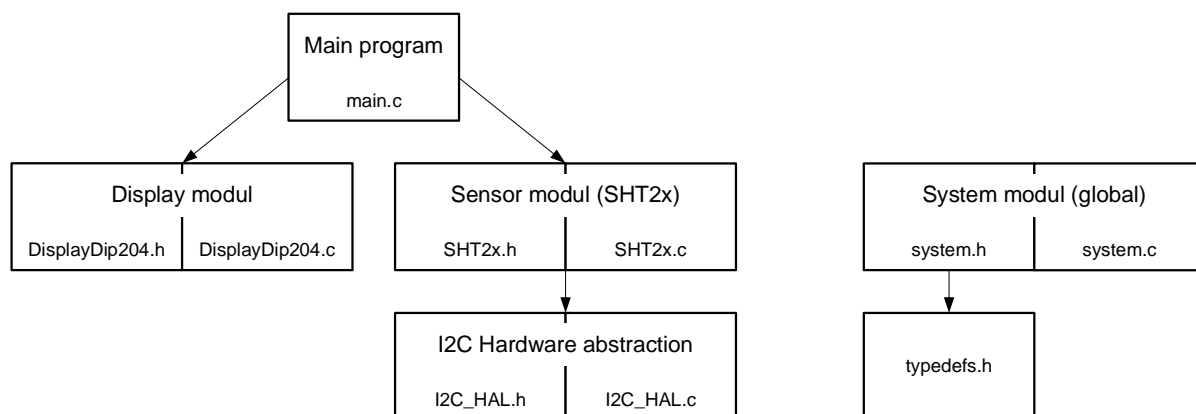 Main program
main.c
Display modul
DisplayDip204.h DisplayDip204.c
Sensor modul (SHT2x)
SHT2x.h SHT2x.c
System modul (global)
system.h system.c
I2C Hardware abstraction
I2C_HAL.h I2C_HAL.c
typedefs.h